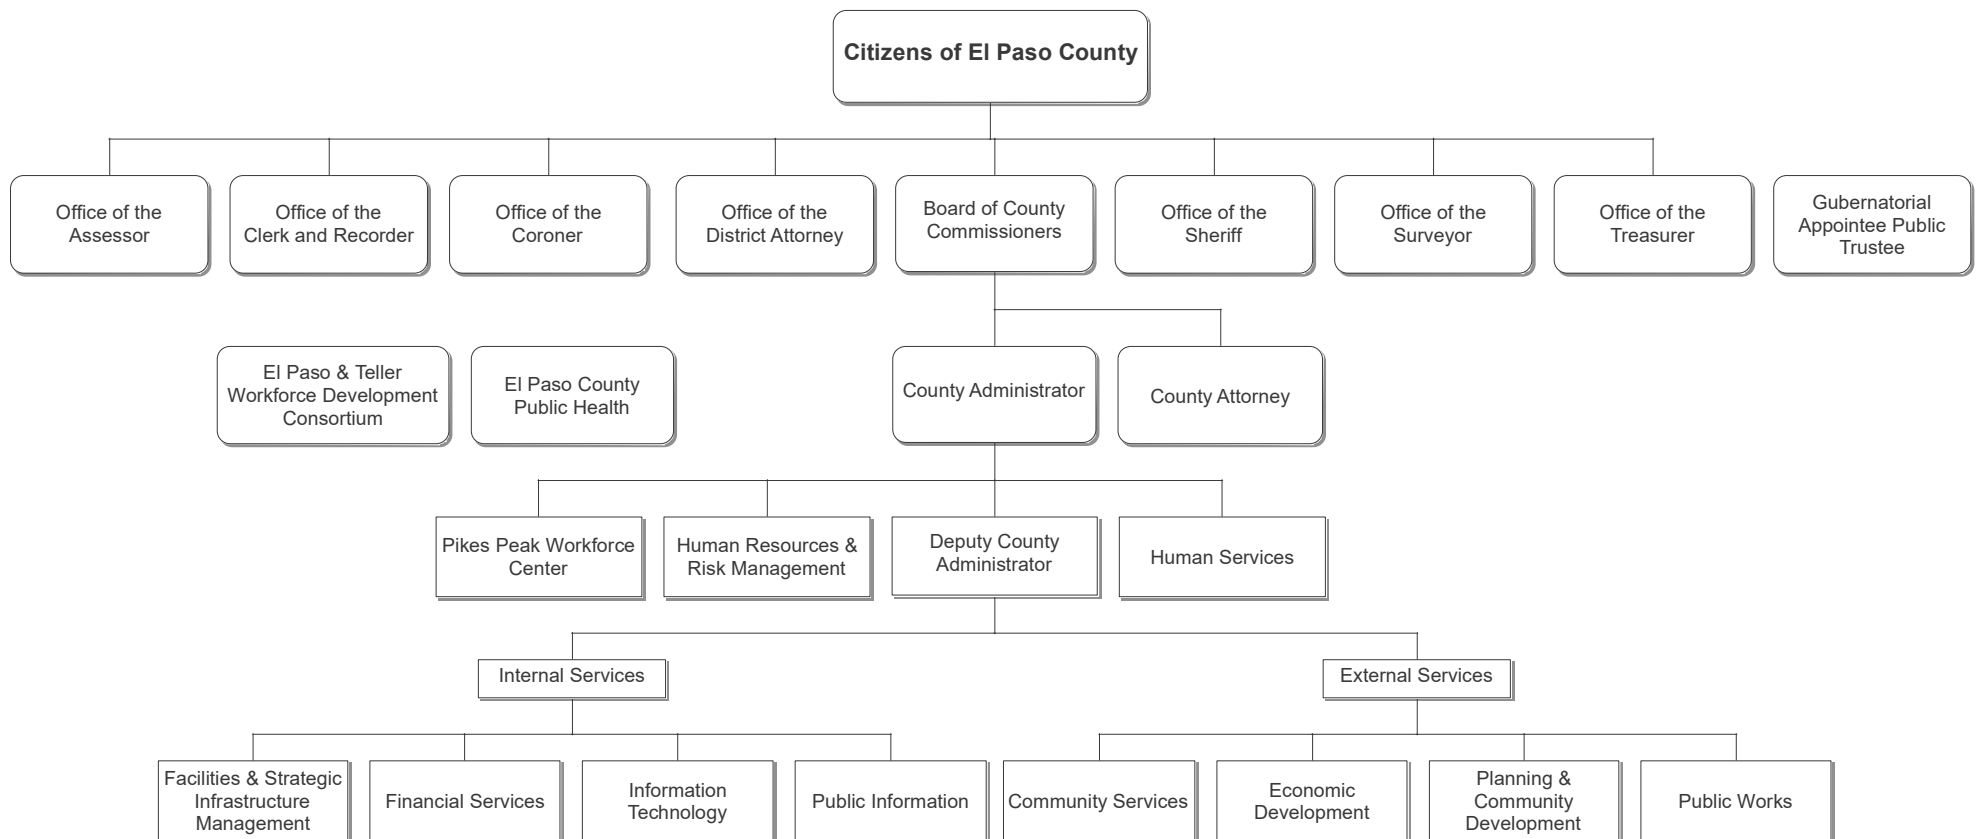 Citizens of El Paso County
Office of the
Assessor
Office of the
Clerk and Recorder
Office of the
Coroner
Office of the
District Attorney
Board of County
Commissioners
Office of the
Sheriff
Office of the
Surveyor
Office of the
Treasurer
Gubernatorial
Appointee Public
Trustee
El Paso & Teller
Workforce Development
Consortium
El Paso County
Public Health
County Administrator
County Attorney
Pikes Peak Workforce
Center
Human Resources &
Risk Management
Deputy County
Administrator
Human Services
Internal Services
External Services
Facilities & Strategic
Infrastructure
Management
Financial Services
Information
Technology
Public Information
Community Services
Economic
Development
Planning &
Community
Development
Public Works